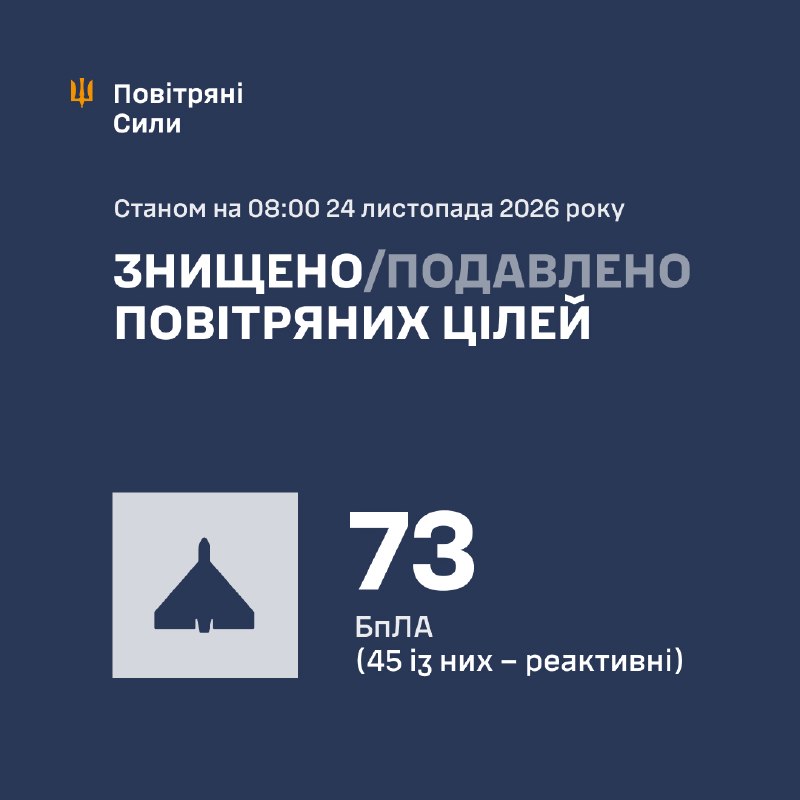 Повітряні
Сили
Станом на 08:00 24 листопада 2026 року
ЗНИЩЕНО/ПОДАВЛЕНО
ПОВІТРЯНИХ ЦІЛЕЙ
73
БпЛА
(45 із них – реактивні)